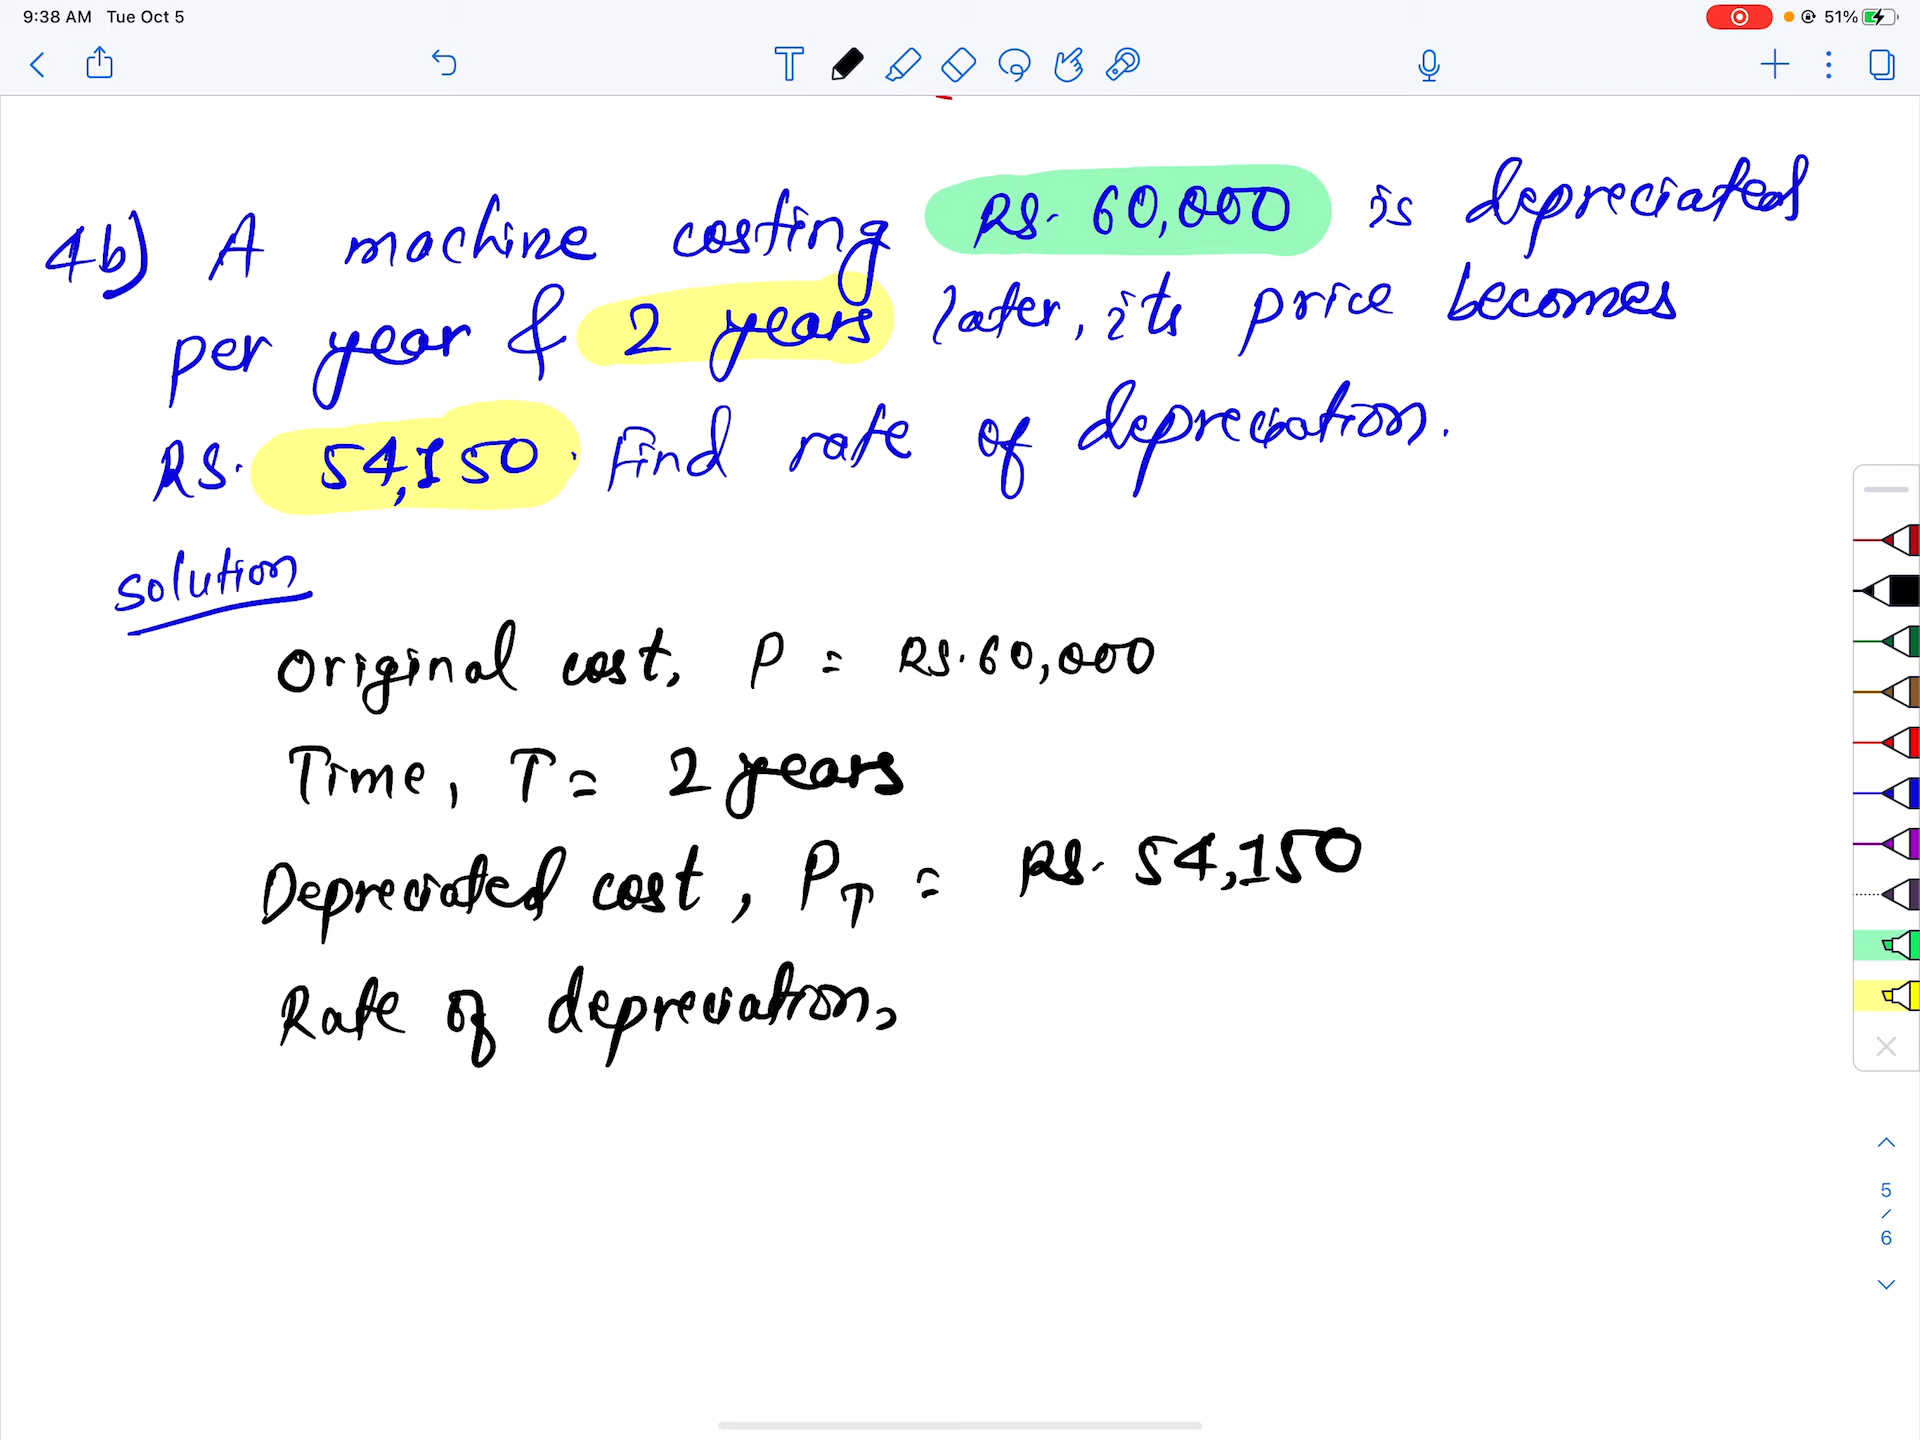 9:38 AM Tue Oct 5
51%
4b) A machine costing RS. 60,000 is depreciated
per year & 2 years later, its price becomes
RS. 54,150. Find rate of depreciation.
solution
Original cost, P = RS. 60,000
Time, T = 2 years
Depreciated cost, PT = RS. 54,150
Rate of depreciation,
5
/
6